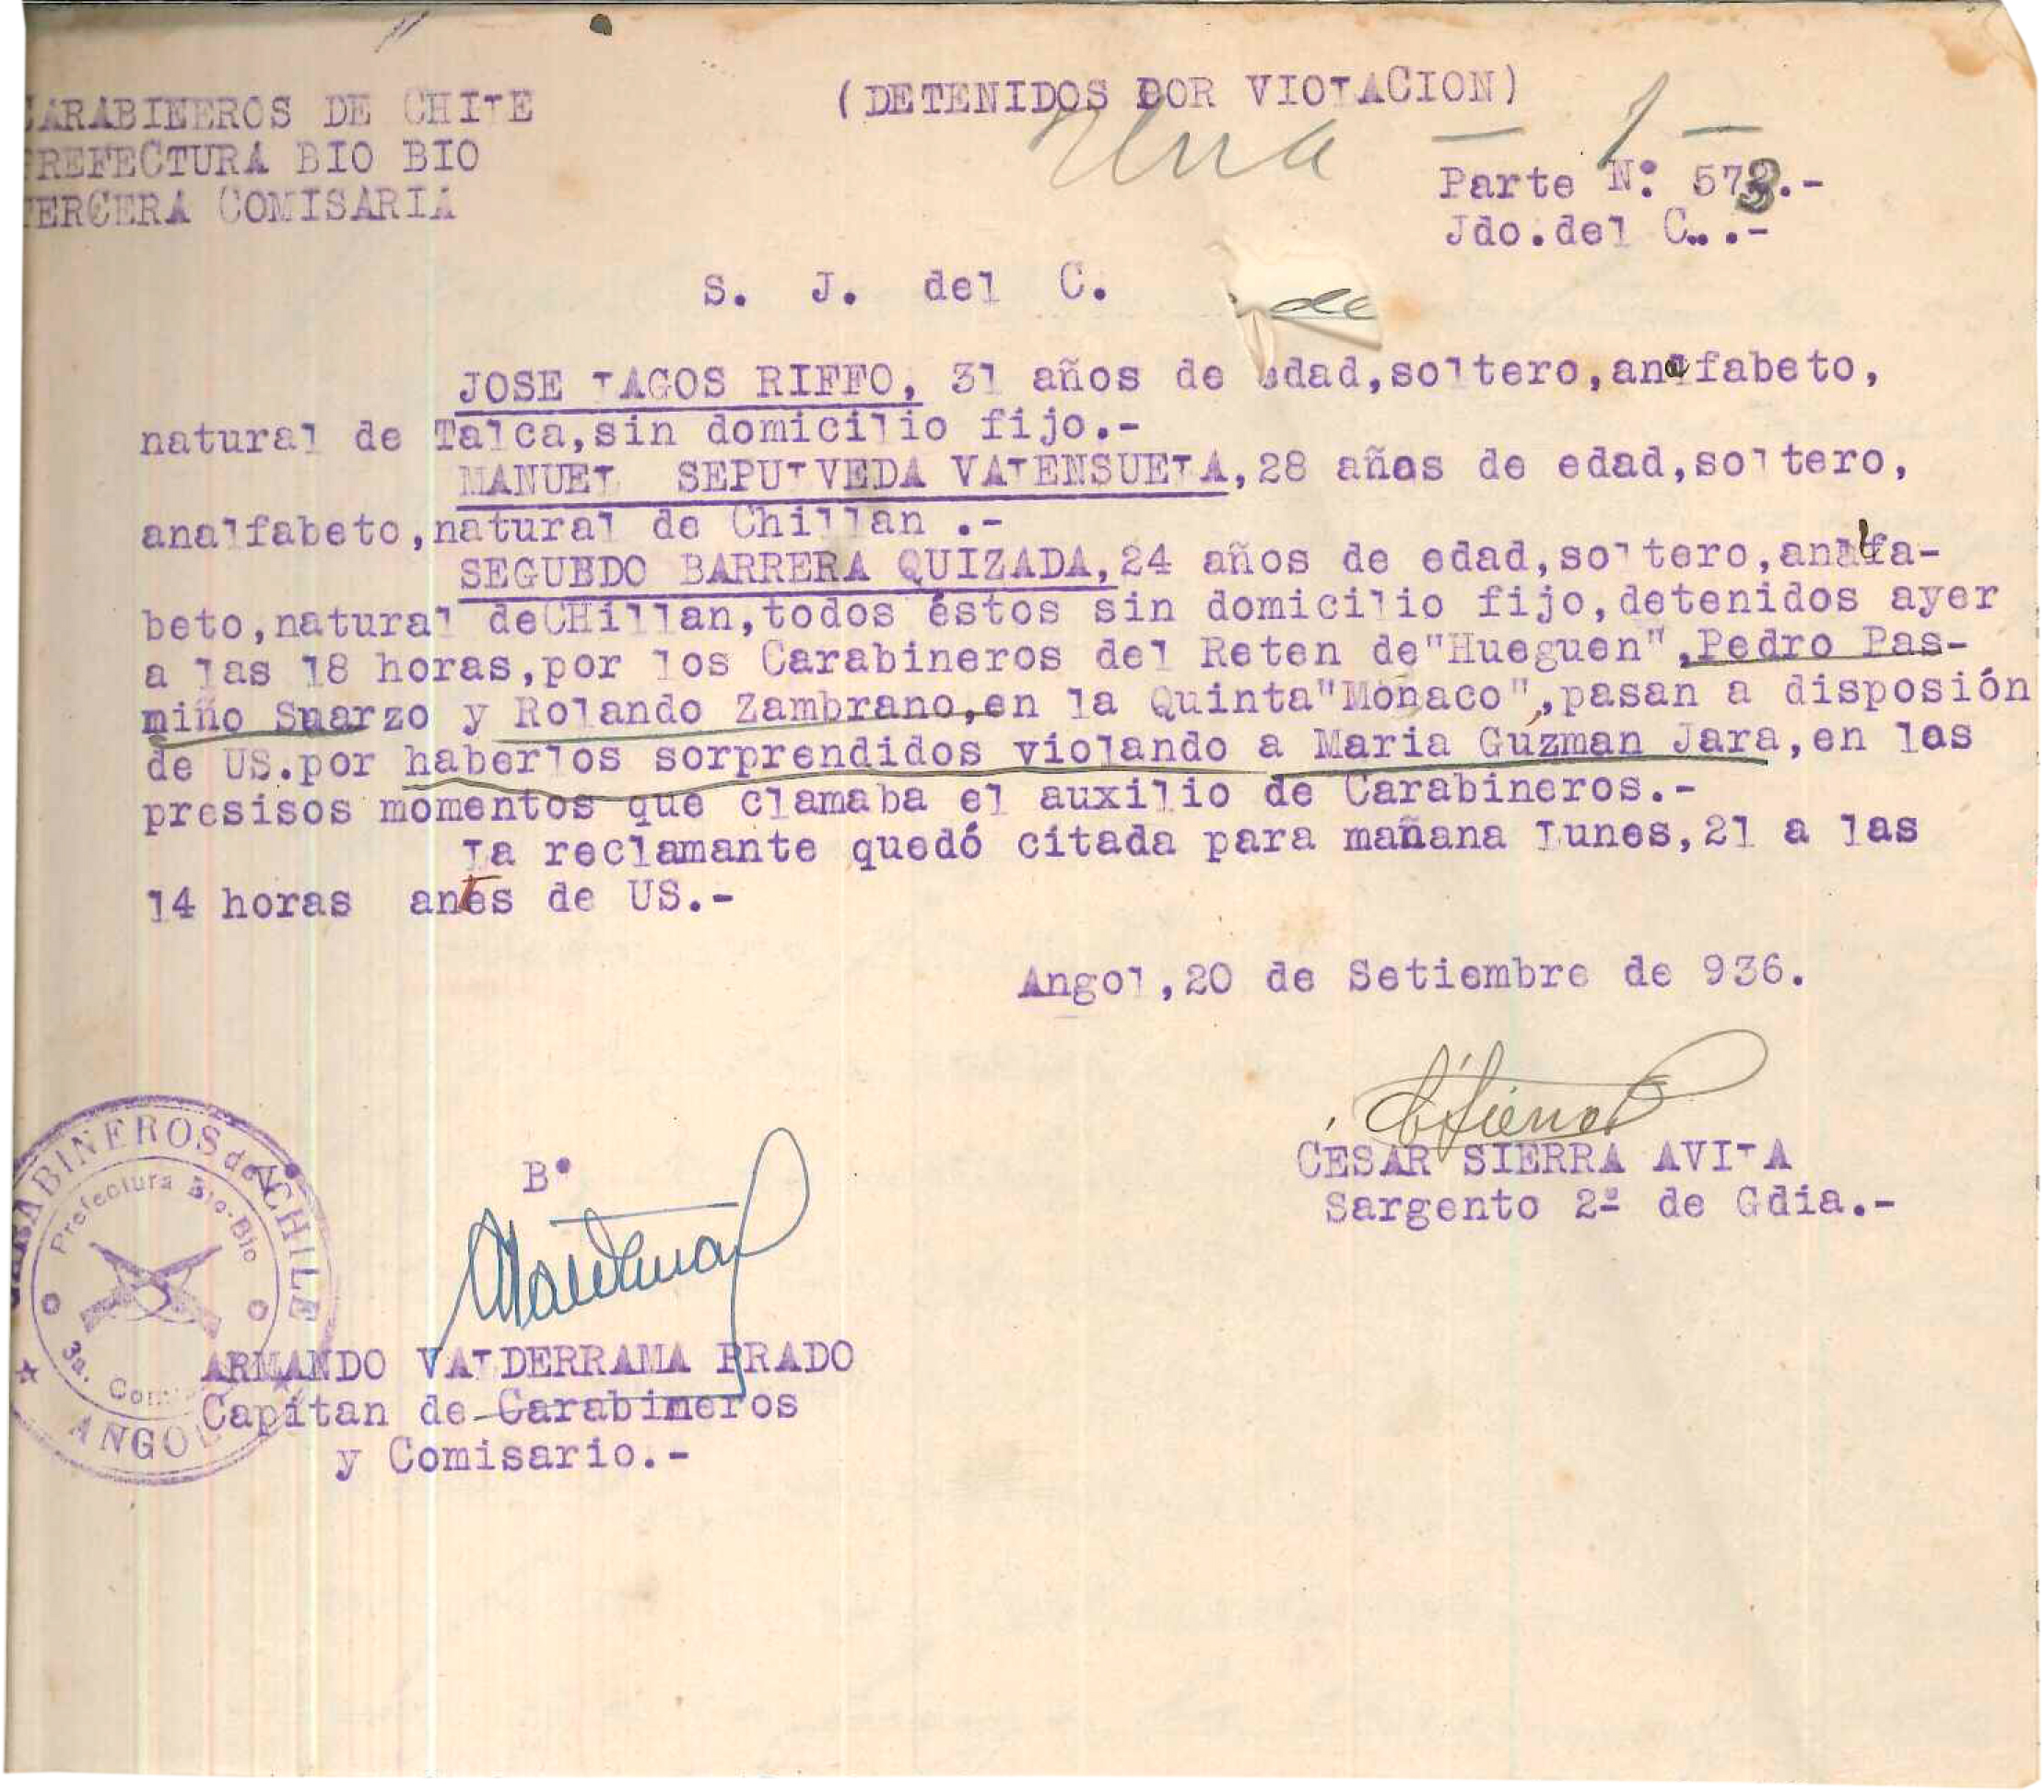 CARABINEROS DE CHILE
PREFECTURA BIO BIO
TERCERA COMISARIA
(DETENIDOS POR VIOLACION)
Una - 1 -
Parte N: 573.-
Jdo.del C...-
S. J. del C.
de
JOSE LAGOS RIFFO, 31 años de edad,soltero,analfabeto,
natural de Talca,sin domicilio fijo.-
MANUEL SEPULVEDA VALENSUELA,28 años de edad,soltero,
analfabeto,natural de Chillan .-
SEGUEDO BARRERA QUIZADA,24 años de edad,soltero,analfa-
beto,natural deCHillan,todos éstos sin domicilio fijo,detenidos ayer
a las 18 horas,por los Carabineros del Reten de"Hueguen",Pedro Pas-
miño Suarzo y Rolando Zambrano,en la Quinta"Monaco",pasan a disposión
de US.por haberlos sorprendidos violando a Maria Guzman Jara,en los
presisos momentos que clamaba el auxilio de Carabineros.-
La reclamante quedó citada para mañana Lunes,21 a las
14 horas antes de US.-
Angol,20 de Setiembre de 936.
CESAR SIERRA AVILA
Sargento 2º de Gdia.-
Bº
ARMANDO VALDERRAMA PRADO
Capitan de Carabineros
y Comisario.-
CARABINEROS de CHILE
Prefectura Bio-Bio
3a. Com
ANGOL